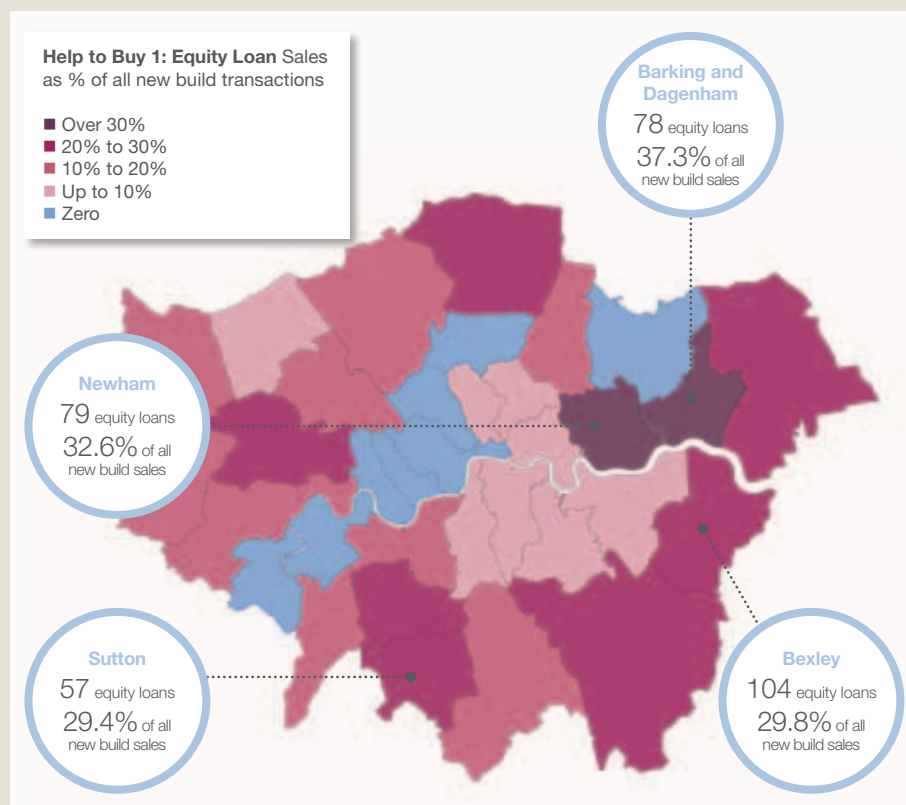 Help to Buy 1: Equity Loan Sales
as % of all new build transactions
Over 30%
20% to 30%
10% to 20%
Up to 10%
Zero
Barking and
Dagenham
78 equity loans
37.3% of all
new build sales
Newham
79 equity loans
32.6% of all
new build sales
Sutton
57 equity loans
29.4% of all
new build sales
Bexley
104 equity loans
29.8% of all
new build sales